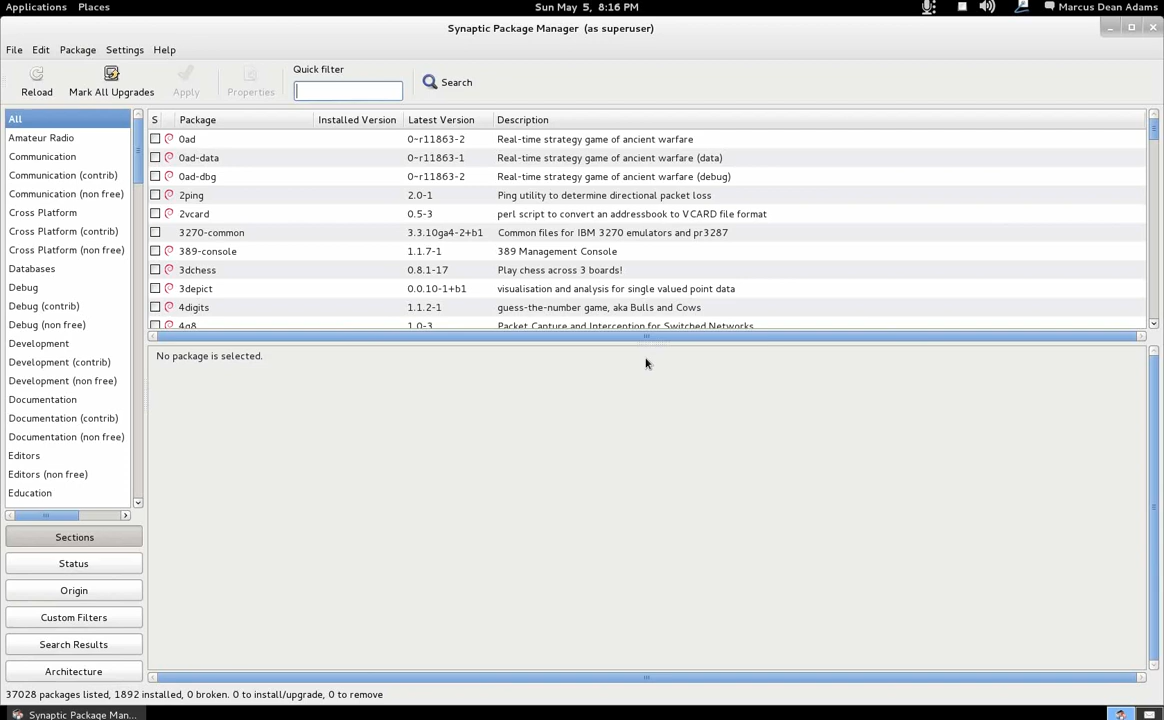 Applications Places Sun May 5, 8:16 PM Marcus Dean Adams
Synaptic Package Manager (as superuser)
File Edit Package Settings Help
Quick filter
Reload Mark All Upgrades Apply Properties Search
All
Amateur Radio
Communication
Communication (contrib)
Communication (non free)
Cross Platform
Cross Platform (contrib)
Cross Platform (non free)
Databases
Debug
Debug (contrib)
Debug (non free)
Development
Development (contrib)
Development (non free)
Documentation
Documentation (contrib)
Documentation (non free)
Editors
Editors (non free)
Education
Sections
Status
Origin
Custom Filters
Search Results
Architecture
S Package Installed Version Latest Version Description
0ad 0~r11863-2 Real-time strategy game of ancient warfare
0ad-data 0~r11863-1 Real-time strategy game of ancient warfare (data)
0ad-dbg 0~r11863-2 Real-time strategy game of ancient warfare (debug)
2ping 2.0-1 Ping utility to determine directional packet loss
2vcard 0.5-3 perl script to convert an addressbook to VCARD file format
3270-common 3.3.10ga4-2+b1 Common files for IBM 3270 emulators and pr3287
389-console 1.1.7-1 389 Management Console
3dchess 0.8.1-17 Play chess across 3 boards!
3depict 0.0.10-1+b1 visualisation and analysis for single valued point data
4digits 1.1.2-1 guess-the-number game, aka Bulls and Cows
4g8 1.0-3 Packet Capture and Interception for Switched Networks
No package is selected.
37028 packages listed, 1892 installed, 0 broken. 0 to install/upgrade, 0 to remove
Synaptic Package Man...